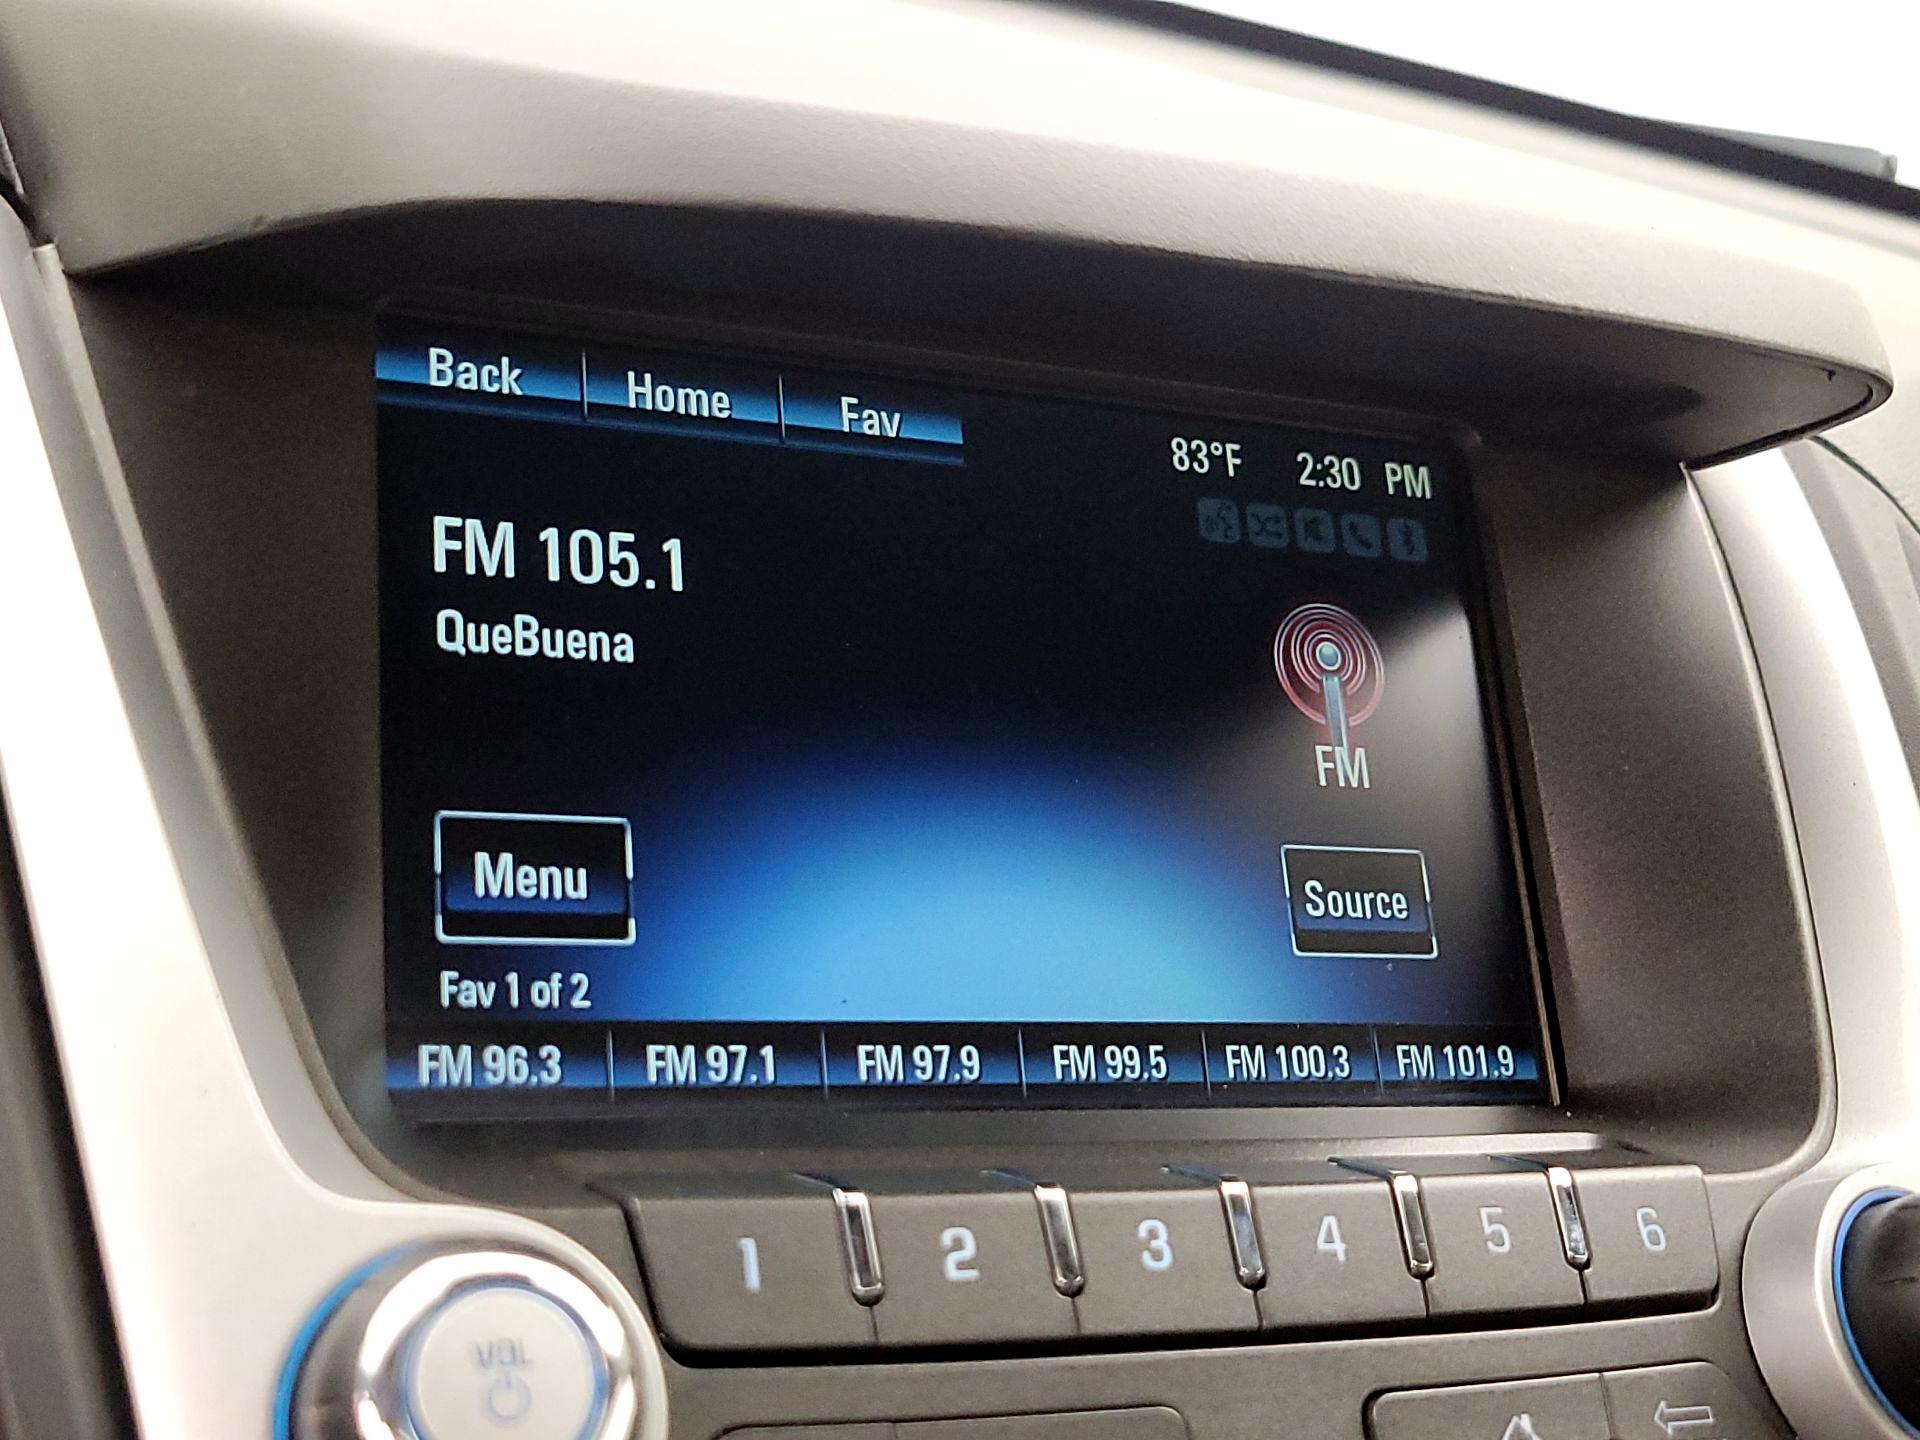 Back Home Fav
83°F 2:30 PM
FM 105.1
QueBuena
FM
Menu
Source
Fav 1 of 2
FM 96.3 FM 97.1 FM 97.9 FM 99.5 FM 100.3 FM 101.9
1 2 3 4 5 6
VOL